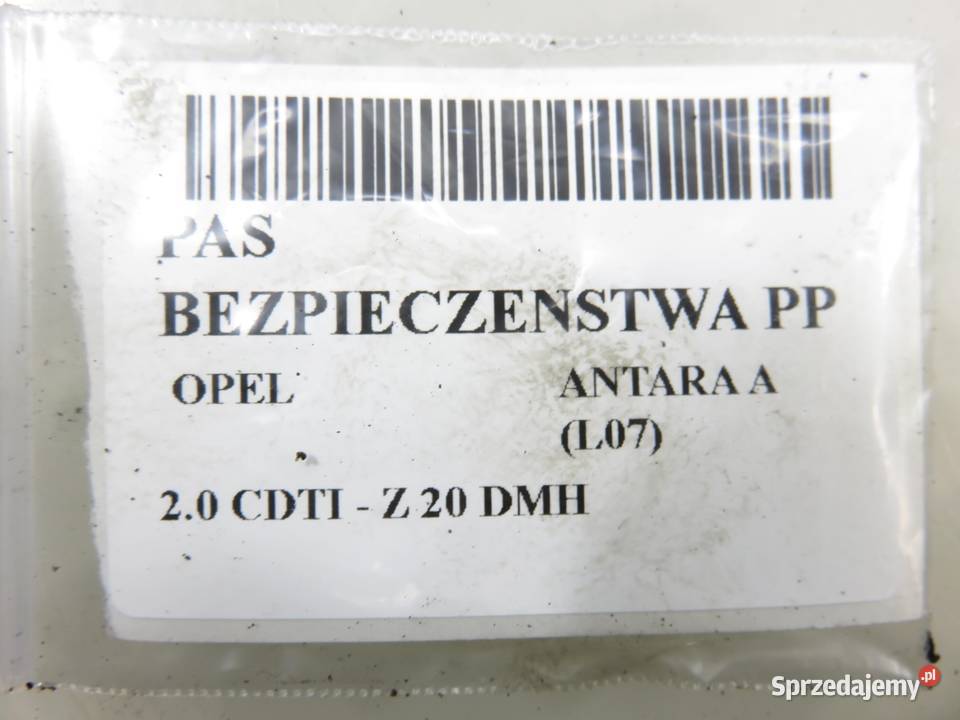 PAS
BEZPIECZENSTWA PP
OPEL ANTARA A
(L07)
2.0 CDTI - Z 20 DMH
Sprzedajemy.pl